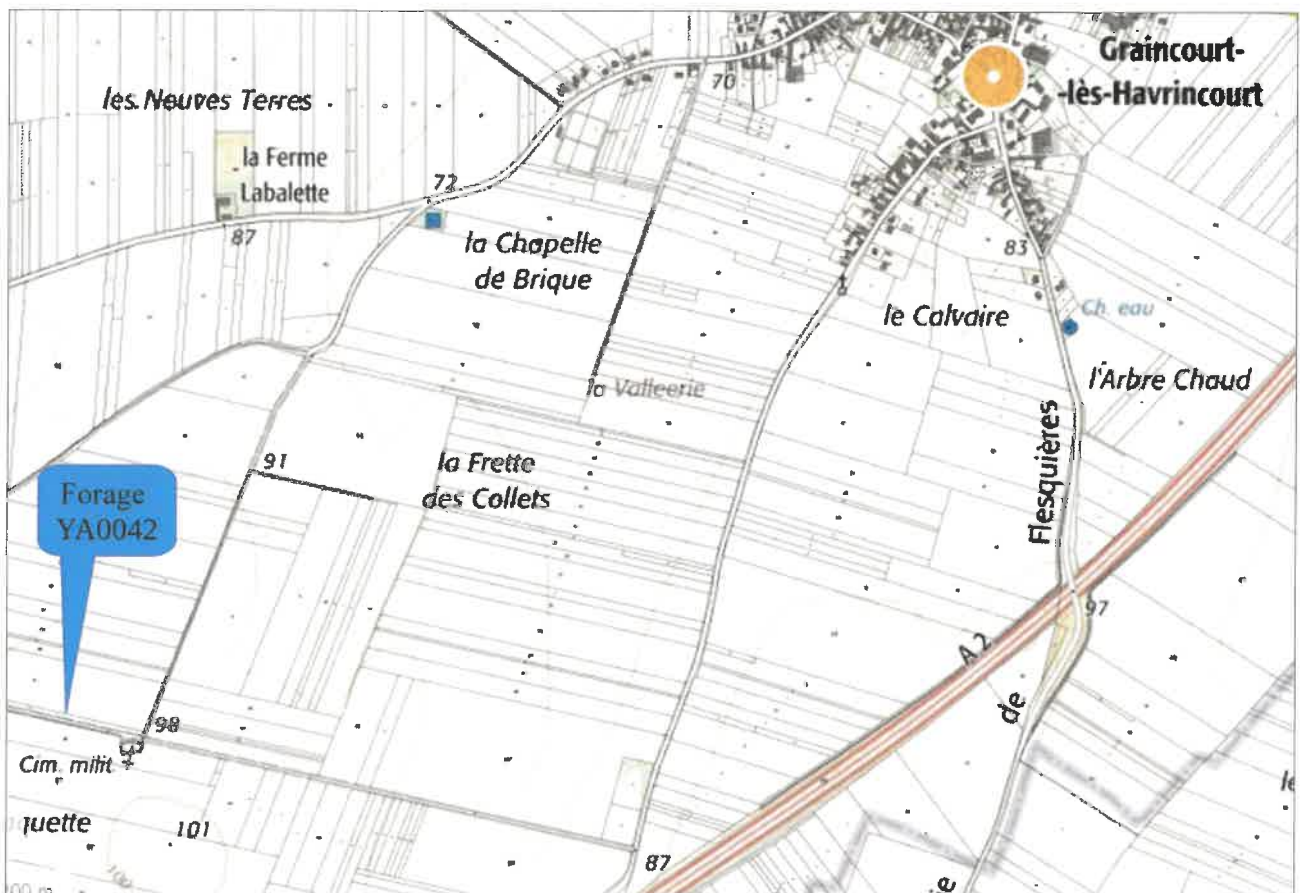 Graincourt-
-lès-Havrincourt
70
les Neuves Terres
la Ferme
Labalette
72
87
la Chapelle
de Brique
83
le Calvaire
Ch. eau
la Valleerie
l'Arbre Chaud
Flesquières
91
la Frette
des Collets
Forage
YA0042
97
A 2
de
98
Cim. milit
quette
101
100
87